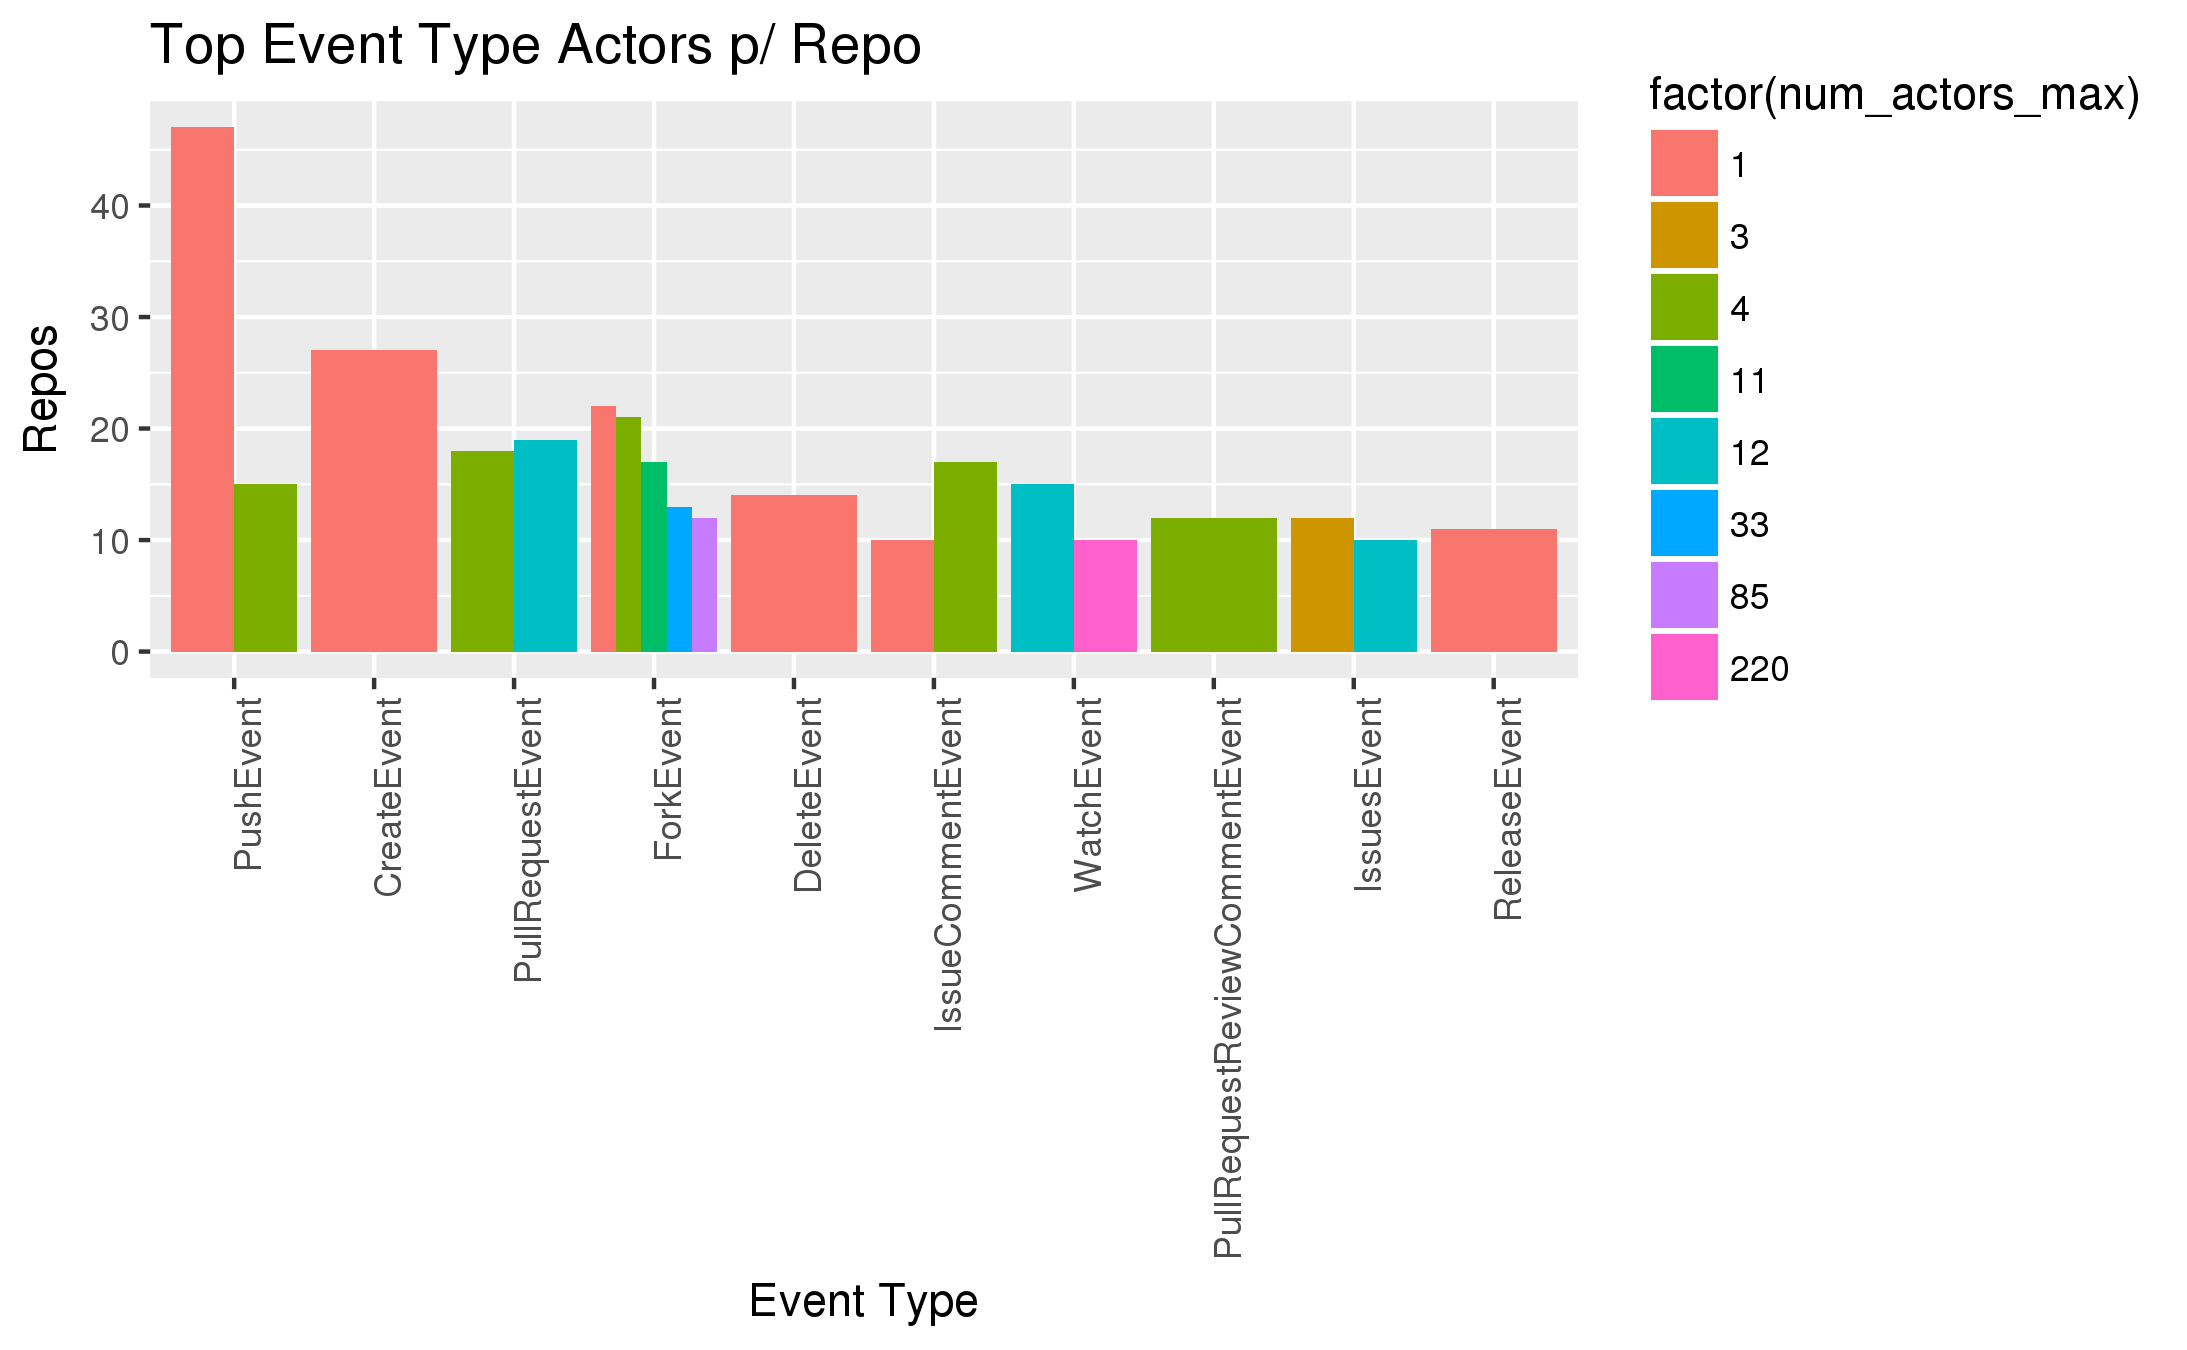 Top Event Type Actors p/ Repo
Repos
40
30
20
10
0
PushEvent
CreateEvent
PullRequestEvent
ForkEvent
DeleteEvent
IssueCommentEvent
WatchEvent
PullRequestReviewCommentEvent
IssuesEvent
ReleaseEvent
Event Type
factor(num_actors_max)
1
3
4
11
12
33
85
220